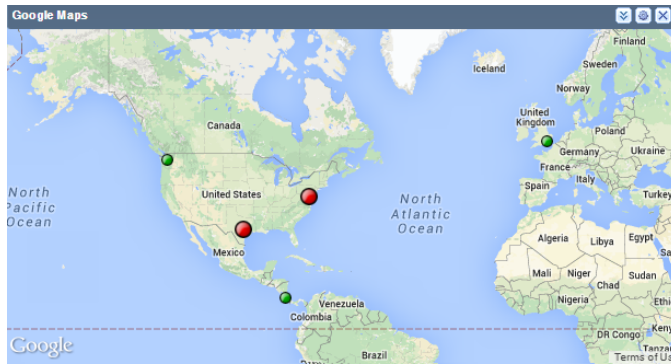 Google Maps
Finland
Iceland
Sweden
Norway
Canada
United
Kingdom
Poland
Germany
Ukraine
France
Italy
Spain
Turkey
North
Pacific
Ocean
United States
North
Atlantic
Ocean
Mexico
Algeria
Libya
Egypt
Mali
Niger
Chad
Sudan
Nigeria
Venezuela
Colombia
DR Congo
Brazil
Google
Terms of